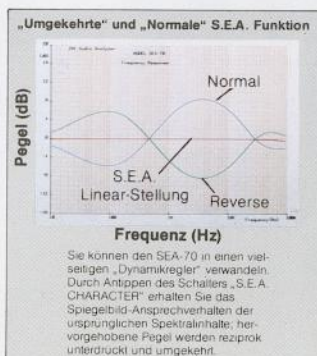 „Umgekehrte“ und „Normale“ S.E.A. Funktion
Frequency Response
Pegel (dB)
Normal
S.E.A.
Linear-Stellung
Reverse
Frequenz (Hz)
Sie können den SEA-70 in einen viel-
seitigen „Dynamikregler“ verwandeln.
Durch Antippen des Schalters „S.E.A.
CHARACTER“ erhalten Sie das
Spiegelbild-Ansprechverhalten der
ursprünglichen Spektralinhalte; her-
vorgehobene Pegel werden reziprok
unterdrückt und umgekehrt.